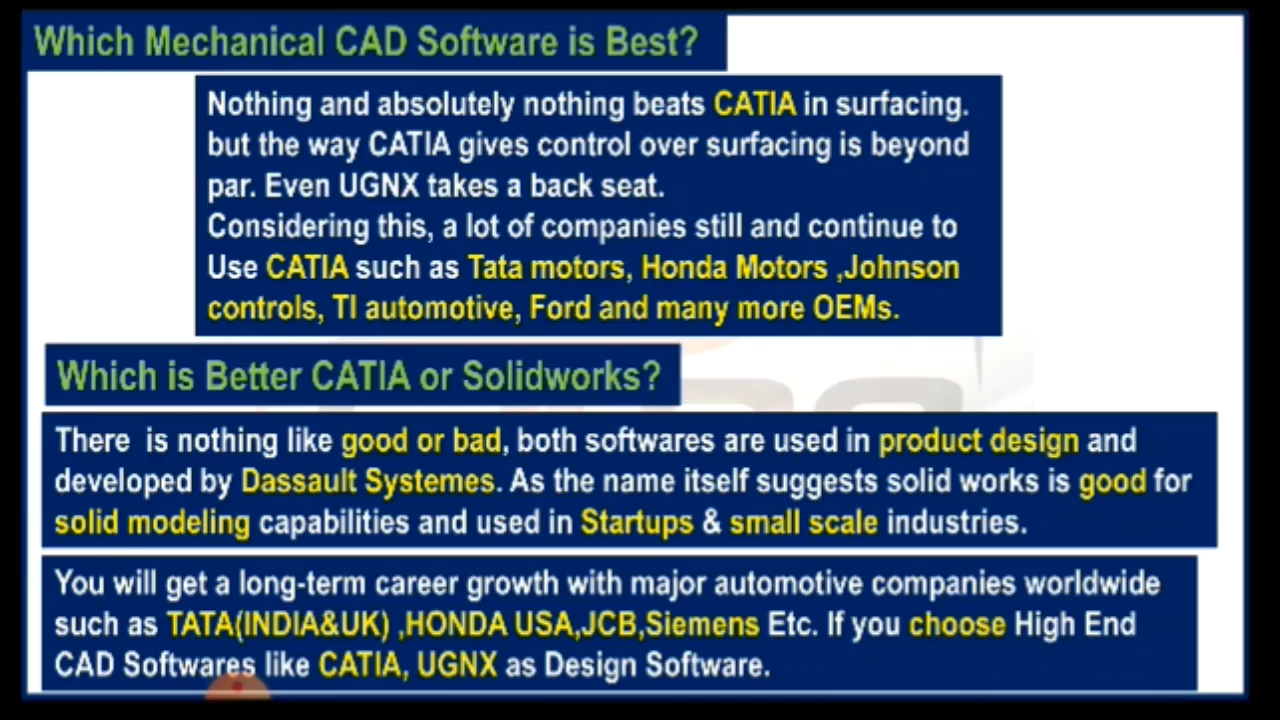 Which Mechanical CAD Software is Best?
Nothing and absolutely nothing beats CATIA in surfacing.
but the way CATIA gives control over surfacing is beyond
par. Even UGNX takes a back seat.
Considering this, a lot of companies still and continue to
Use CATIA such as Tata motors, Honda Motors ,Johnson
controls, TI automotive, Ford and many more OEMs.
Which is Better CATIA or Solidworks?
There is nothing like good or bad, both softwares are used in product design and
developed by Dassault Systemes. As the name itself suggests solid works is good for
solid modeling capabilities and used in Startups & small scale industries.
You will get a long-term career growth with major automotive companies worldwide
such as TATA(INDIA&UK) ,HONDA USA,JCB,Siemens Etc. If you choose High End
CAD Softwares like CATIA, UGNX as Design Software.